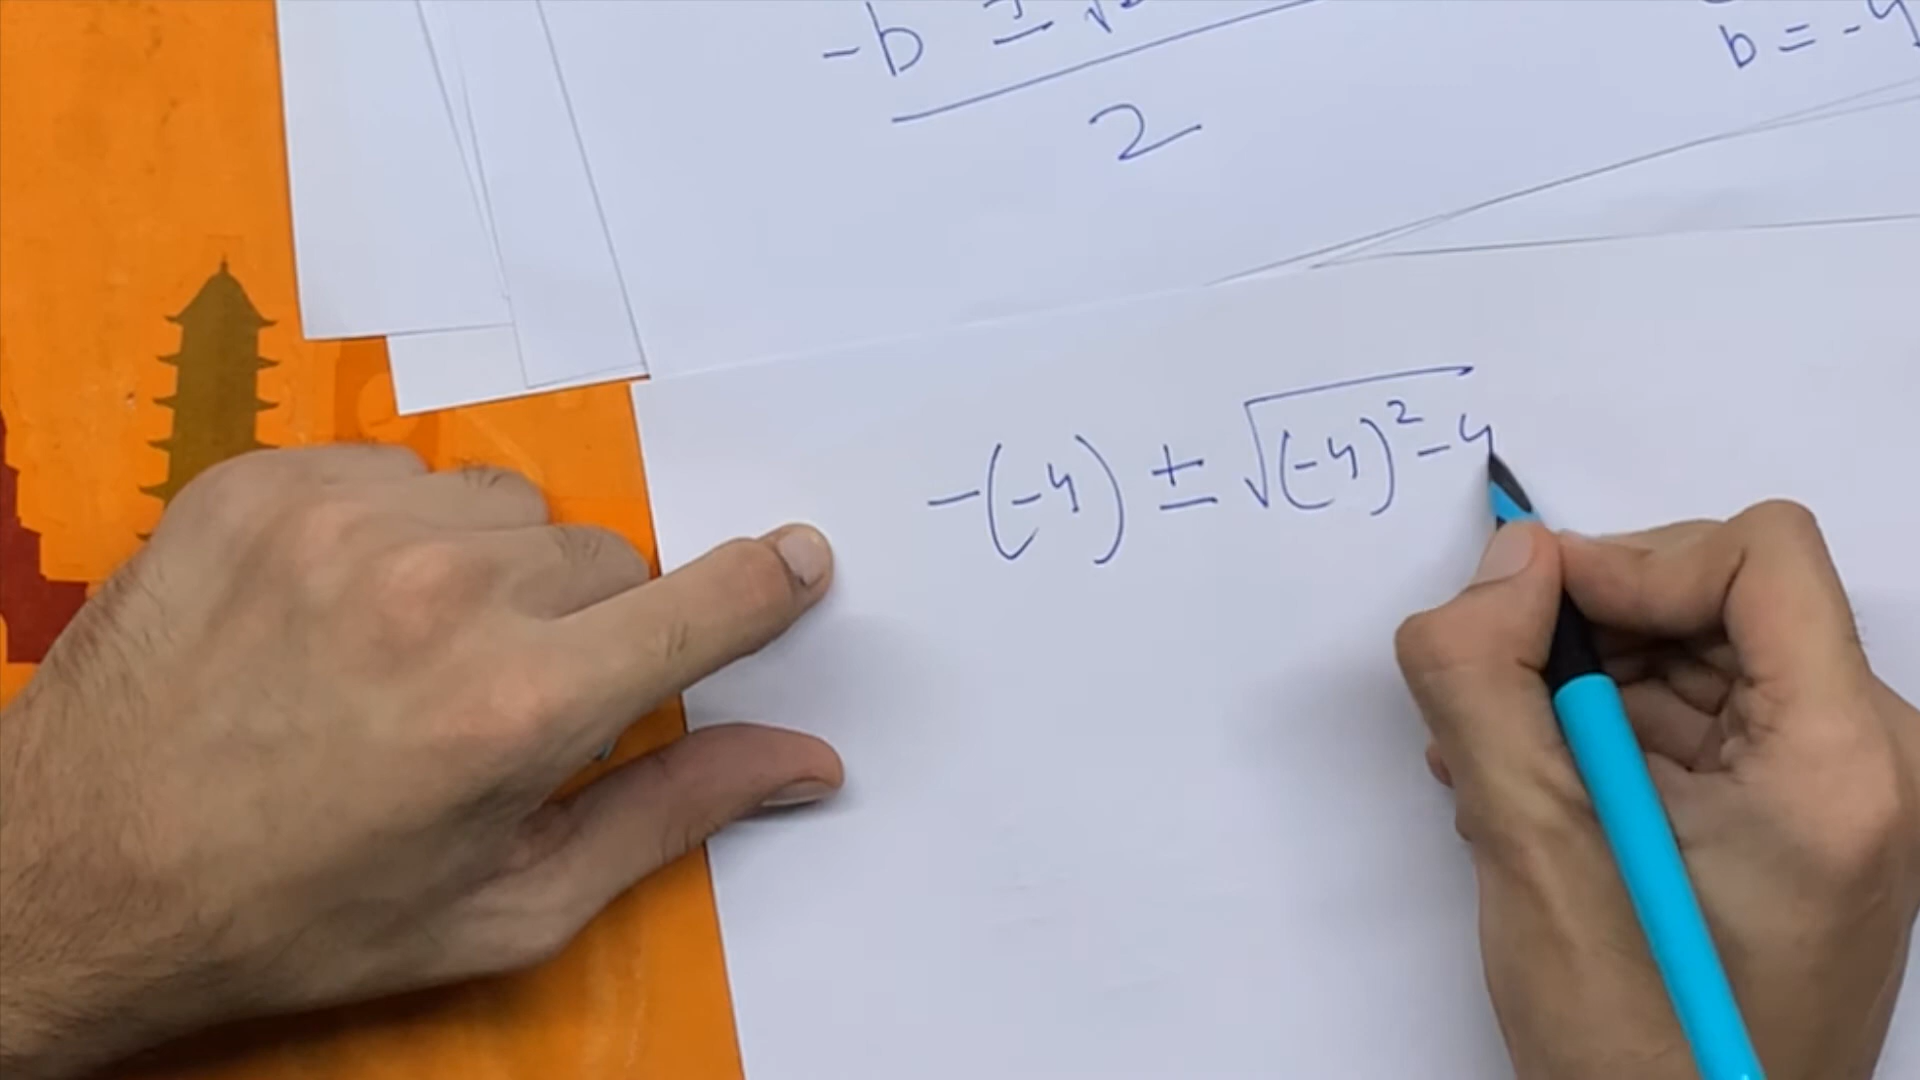 -b ± √
b = -4
2
-(-4) ± √(-4)² - 4